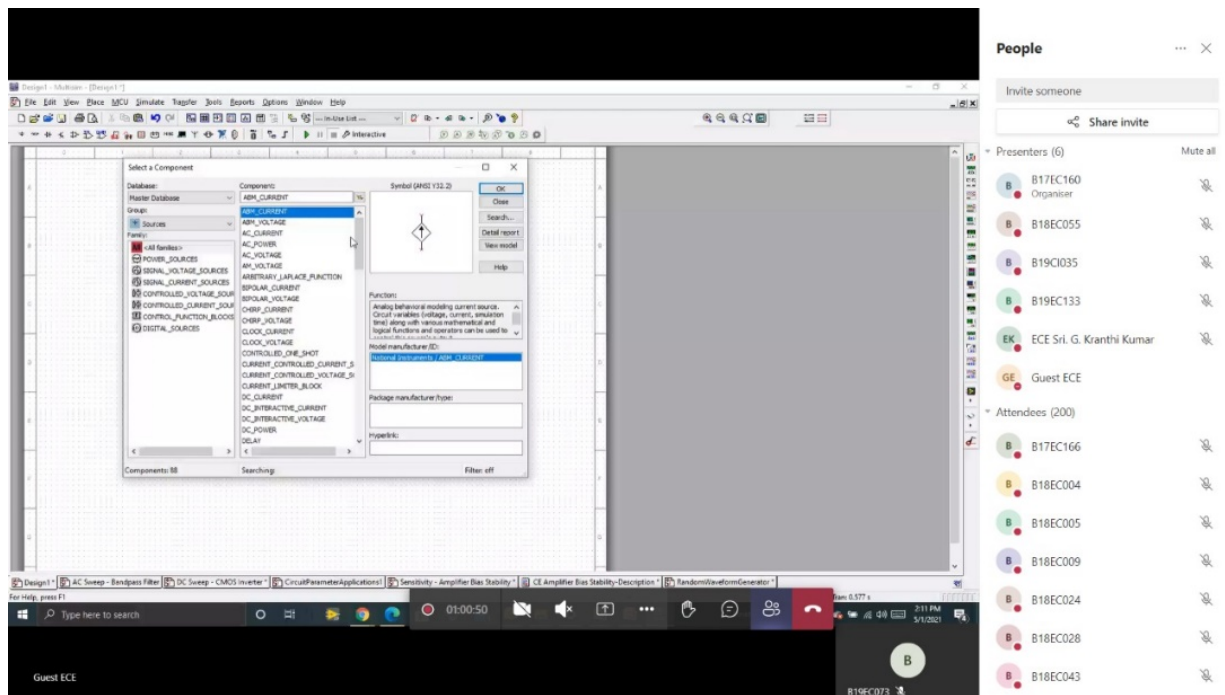 Design1 - Multisim - [Design1 *]
File Edit View Place MCU Simulate Transfer Tools Reports Options Window Help
--- In-Use List ---
Interactive
Select a Component
Database:
Master Database
Group:
Sources
Family:
<All families>
POWER_SOURCES
SIGNAL_VOLTAGE_SOURCES
SIGNAL_CURRENT_SOURCES
CONTROLLED_VOLTAGE_SOUR
CONTROLLED_CURRENT_SOUR
CONTROL_FUNCTION_BLOCKS
DIGITAL_SOURCES
Component:
ABM_CURRENT
ABM_CURRENT
ABM_VOLTAGE
AC_CURRENT
AC_POWER
AC_VOLTAGE
AM_VOLTAGE
ARBITRARY_LAPLACE_FUNCTION
BIPOLAR_CURRENT
BIPOLAR_VOLTAGE
CHIRP_CURRENT
CHIRP_VOLTAGE
CLOCK_CURRENT
CLOCK_VOLTAGE
CONTROLLED_ONE_SHOT
CURRENT_CONTROLLED_CURRENT_S
CURRENT_CONTROLLED_VOLTAGE_S
CURRENT_LIMITER_BLOCK
DC_CURRENT
DC_INTERACTIVE_CURRENT
DC_INTERACTIVE_VOLTAGE
DC_POWER
DELAY
Symbol (ANSI Y32.2)
OK
Close
Search...
Detail report
View model
Help
Function:
Analog behavioral modeling current source.
Circuit variables (voltage, current, simulation
time) along with various mathematical and
logical functions and operators can be used to
Model manufacturer/ID:
National Instruments / ABM_CURRENT
Package manufacturer/type:
Hyperlink:
Components: 88 Searching: Filter: off
Design1 * AC Sweep - Bandpass Filter DC Sweep - CMOS Inverter * CircuitParameterApplications1 Sensitivity - Amplifier Bias Stability * CE Amplifier Bias Stability-Description * RandomWaveformGenerator *
For Help, press F1
Type here to search
01:00:50
2:11 PM
5/1/2021
Guest ECE
B
B19EC073
People
Invite someone
Share invite
Presenters (6) Mute all
B B17EC160
Organiser
B B18EC055
B B19CI035
B B19EC133
EK ECE Sri. G. Kranthi Kumar
GE Guest ECE
Attendees (200)
B B17EC166
B B18EC004
B B18EC005
B B18EC009
B B18EC024
B B18EC028
B B18EC043